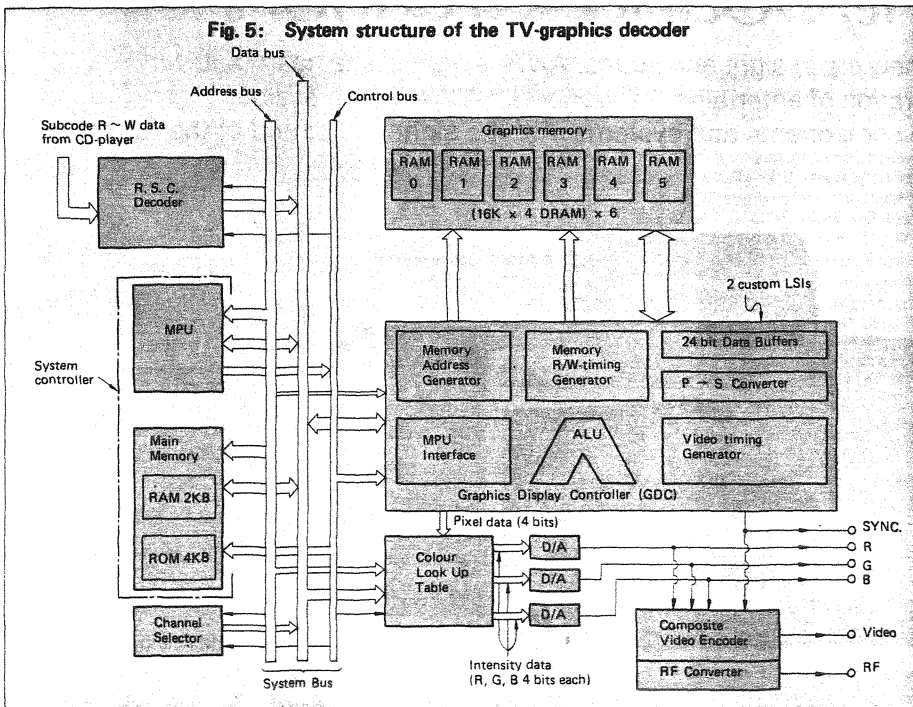 Fig. 5: System structure of the TV-graphics decoder
Data bus
Address bus
Control bus
Subcode R ~ W data
from CD-player
R. S. C.
Decoder
Graphics memory
RAM
0
RAM
1
RAM
2
RAM
3
RAM
4
RAM
5
(16K x 4 DRAM) x 6
2 custom LSIs
MPU
System
controller
Memory
Address
Generator
Memory
R/W-timing
Generator
24 bit Data Buffers
P → S Converter
MPU
Interface
ALU
Video timing
Generator
Graphics Display Controller (GDC)
Main
Memory
RAM 2KB
ROM 4KB
Channel
Selector
Pixel data (4 bits)
Colour
Look Up
Table
D/A
D/A
D/A
SYNC.
R
G
B
Composite
Video Encoder
RF Converter
Video
RF
Intensity data
(R, G, B 4 bits each)
System Bus